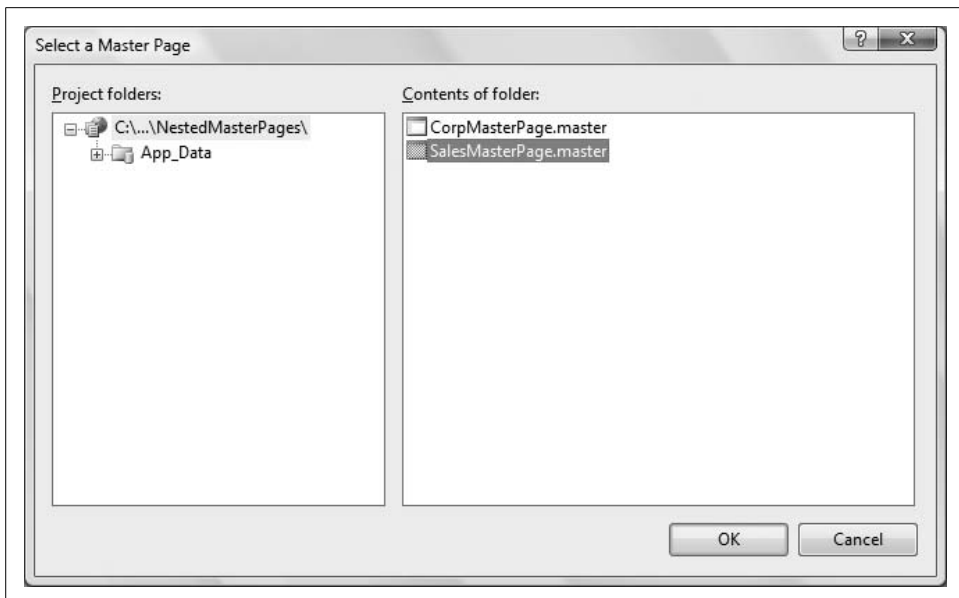 Select a Master Page
Project folders:
C:\...\NestedMasterPages\
App_Data
Contents of folder:
CorpMasterPage.master
SalesMasterPage.master
OK
Cancel